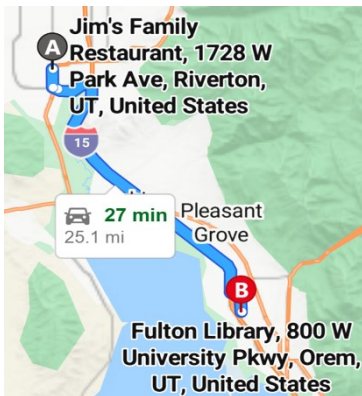 Jim's Family
A
Restaurant, 1728 W
Park Ave, Riverton,
UT, United States
15
27 min
25.1 mi
Pleasant
Grove
B
Fulton Library, 800 W
University Pkwy, Orem,
UT, United States